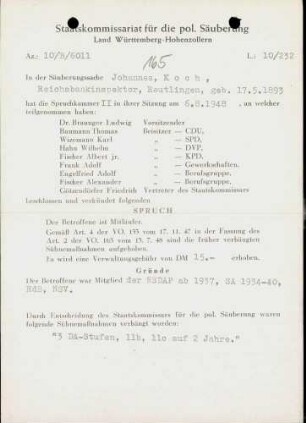 Staatskommissariat für die pol. Säuberung
Land Württemberg-Hohenzollern
Az: 10/R/6011
L: 10/232
165
In der Säuberungssache Johannes, K o c h ,
Reichsbankinspektor, Reutlingen, geb. 17.5.1893
hat die Spruchkammer II in ihrer Sitzung am 6.8.1948 , an welcher
teilgenommen haben:
Dr. Brauger Ludwig Vorsitzender
Baumann Thomas Beisitzer — CDU,
Wizemann Karl „ — SPD,
Hahn Wilhelm „ — DVP,
Fischer Albert jr. „ — KPD,
Frank Adolf „ — Gewerkschaften.
Engelfried Adolf „ — Berufsgruppe,
Fischer Alexander „ — Berufsgruppe,
Friedrich Vertreter des Staatskommissars
beschlossen und verkündet folgenden
SPRUCH
Der Betroffene ist Mitläufer.
Gemäß Art. 4 der VO. 133 vom 17. 11. 47 in der Fassung des
Art. 2 der VO. 165 vom 13. 7. 48 sind die früher verhängten
Sühnemaßnahmen aufgehoben.
Es wird eine Verwaltungsgebühr von DM 15.— erhoben.
Gründe
Der Betroffene war Mitglied der NSDAP ab 1937, SA 1934-40,
NSV.
Durch Entscheidung des Staatskommissars für die pol. Säuberung waren
folgende Sühnemaßnahmen verhängt worden:
"3 DA-Stufen, 11b, 11c auf 2 Jahre."